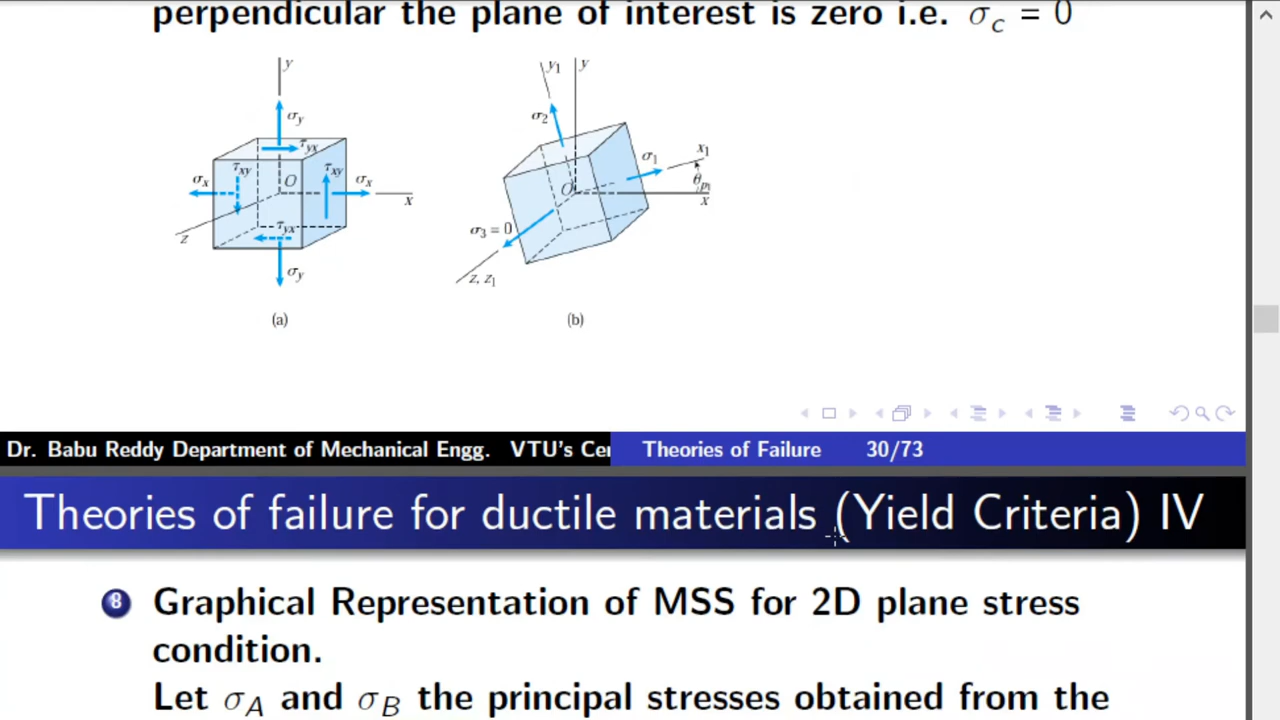 perpendicular the plane of interest is zero i.e. σc = 0
y
σy
τyx
τxy
τxy
σx
O
σx
x
τyx
z
σy
(a)
y1
y
σ2
σ1
x1
O
θp1
x
σ3 = 0
z, z1
(b)
Dr. Babu Reddy Department of Mechanical Engg. VTU's Cen
Theories of Failure
30/73
Theories of failure for ductile materials (Yield Criteria) IV
8 Graphical Representation of MSS for 2D plane stress
condition.
Let σA and σB the principal stresses obtained from the